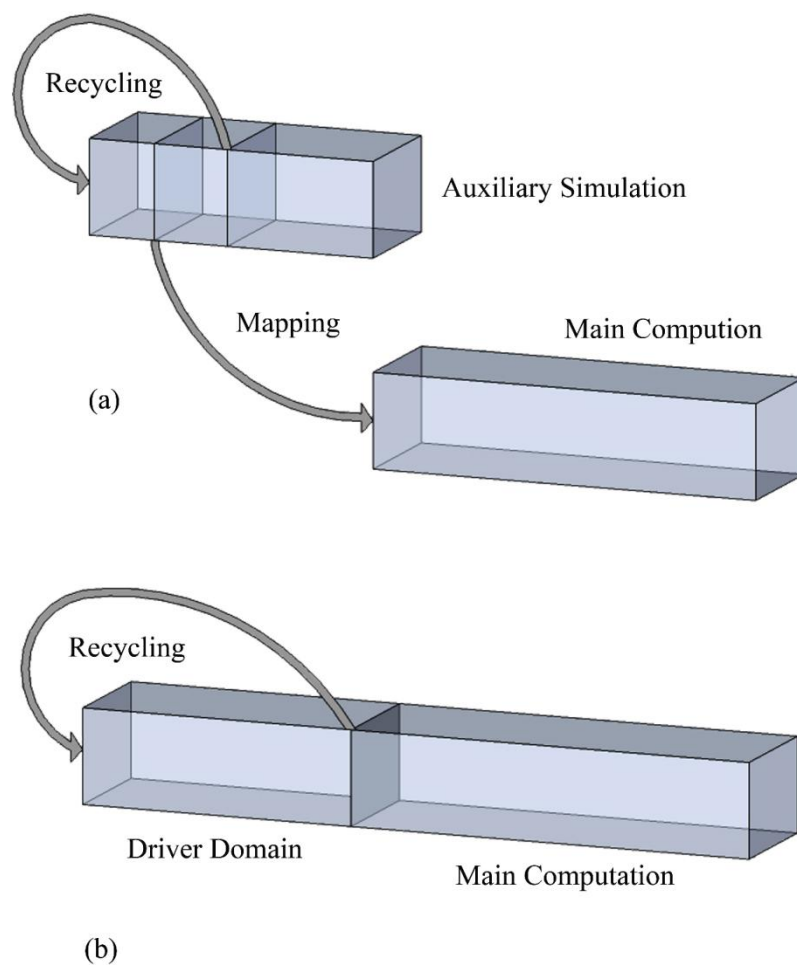 Recycling
Auxiliary Simulation
Mapping
Main Compution
(a)
Recycling
Driver Domain
Main Computation
(b)